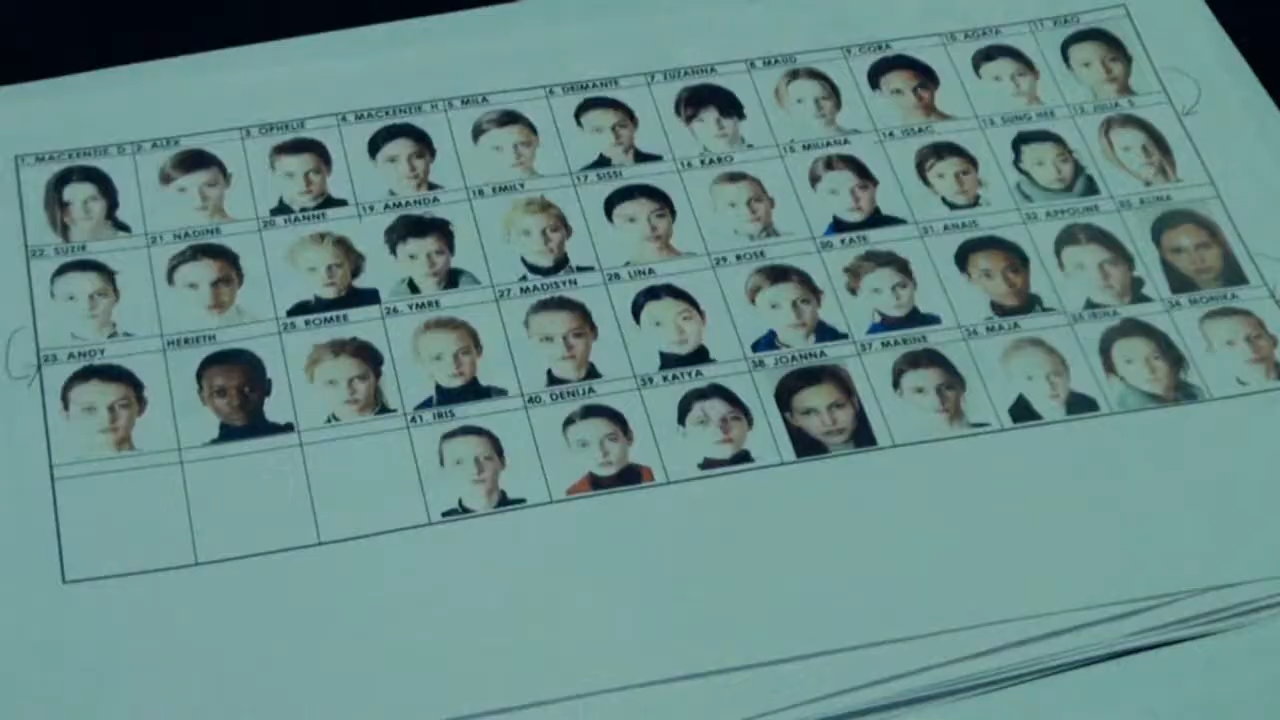 1. MACKENZIE D
2. ALEX
3. OPHELIE
4. MACKENZIE H
5. MILA
6. DEIMANTE
7. ZUZANNA
8. MAUD
9. CORA
10. AGATA
11. XIAO
22. SUZIE
21. NADINE
20. HANNE
19. AMANDA
18. EMILY
17. SISSI
16. KARO
15. MILIANA
14. ISSAC
13. SUNG HEE
12. JULIA S
23. ANDY
HERIETH
25. ROMEE
26. YMRE
27. MADISYN
28. LINA
29. ROSE
30. KATE
31. ANAIS
32. APPOLINE
33. ALINA
41. IRIS
40. DENIJA
39. KATYA
38. JOANNA
37. MARINE
36. MAJA
35. IRINA
34. MONIKA